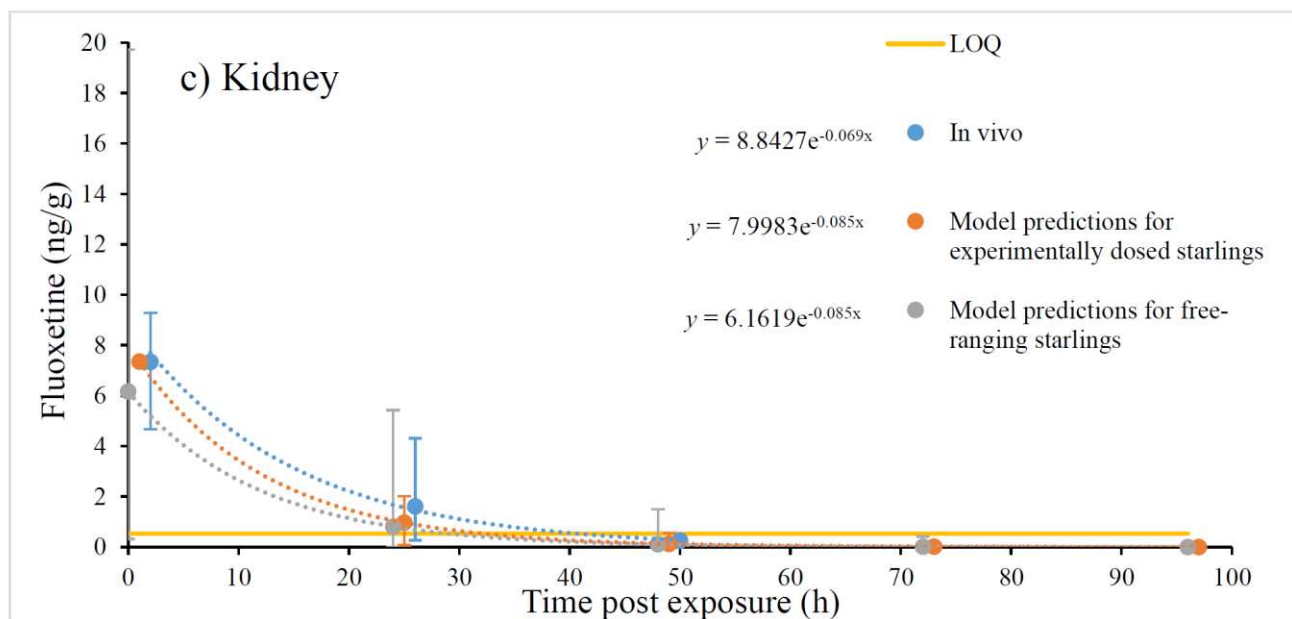 c) Kidney
LOQ
y = 8.8427e-0.069x
In vivo
y = 7.9983e-0.085x
Model predictions for
experimentally dosed starlings
y = 6.1619e-0.085x
Model predictions for free-
ranging starlings
Fluoxetine (ng/g)
20
18
16
14
12
10
8
6
4
2
0
0 10 20 30 40 50 60 70 80 90 100
Time post exposure (h)